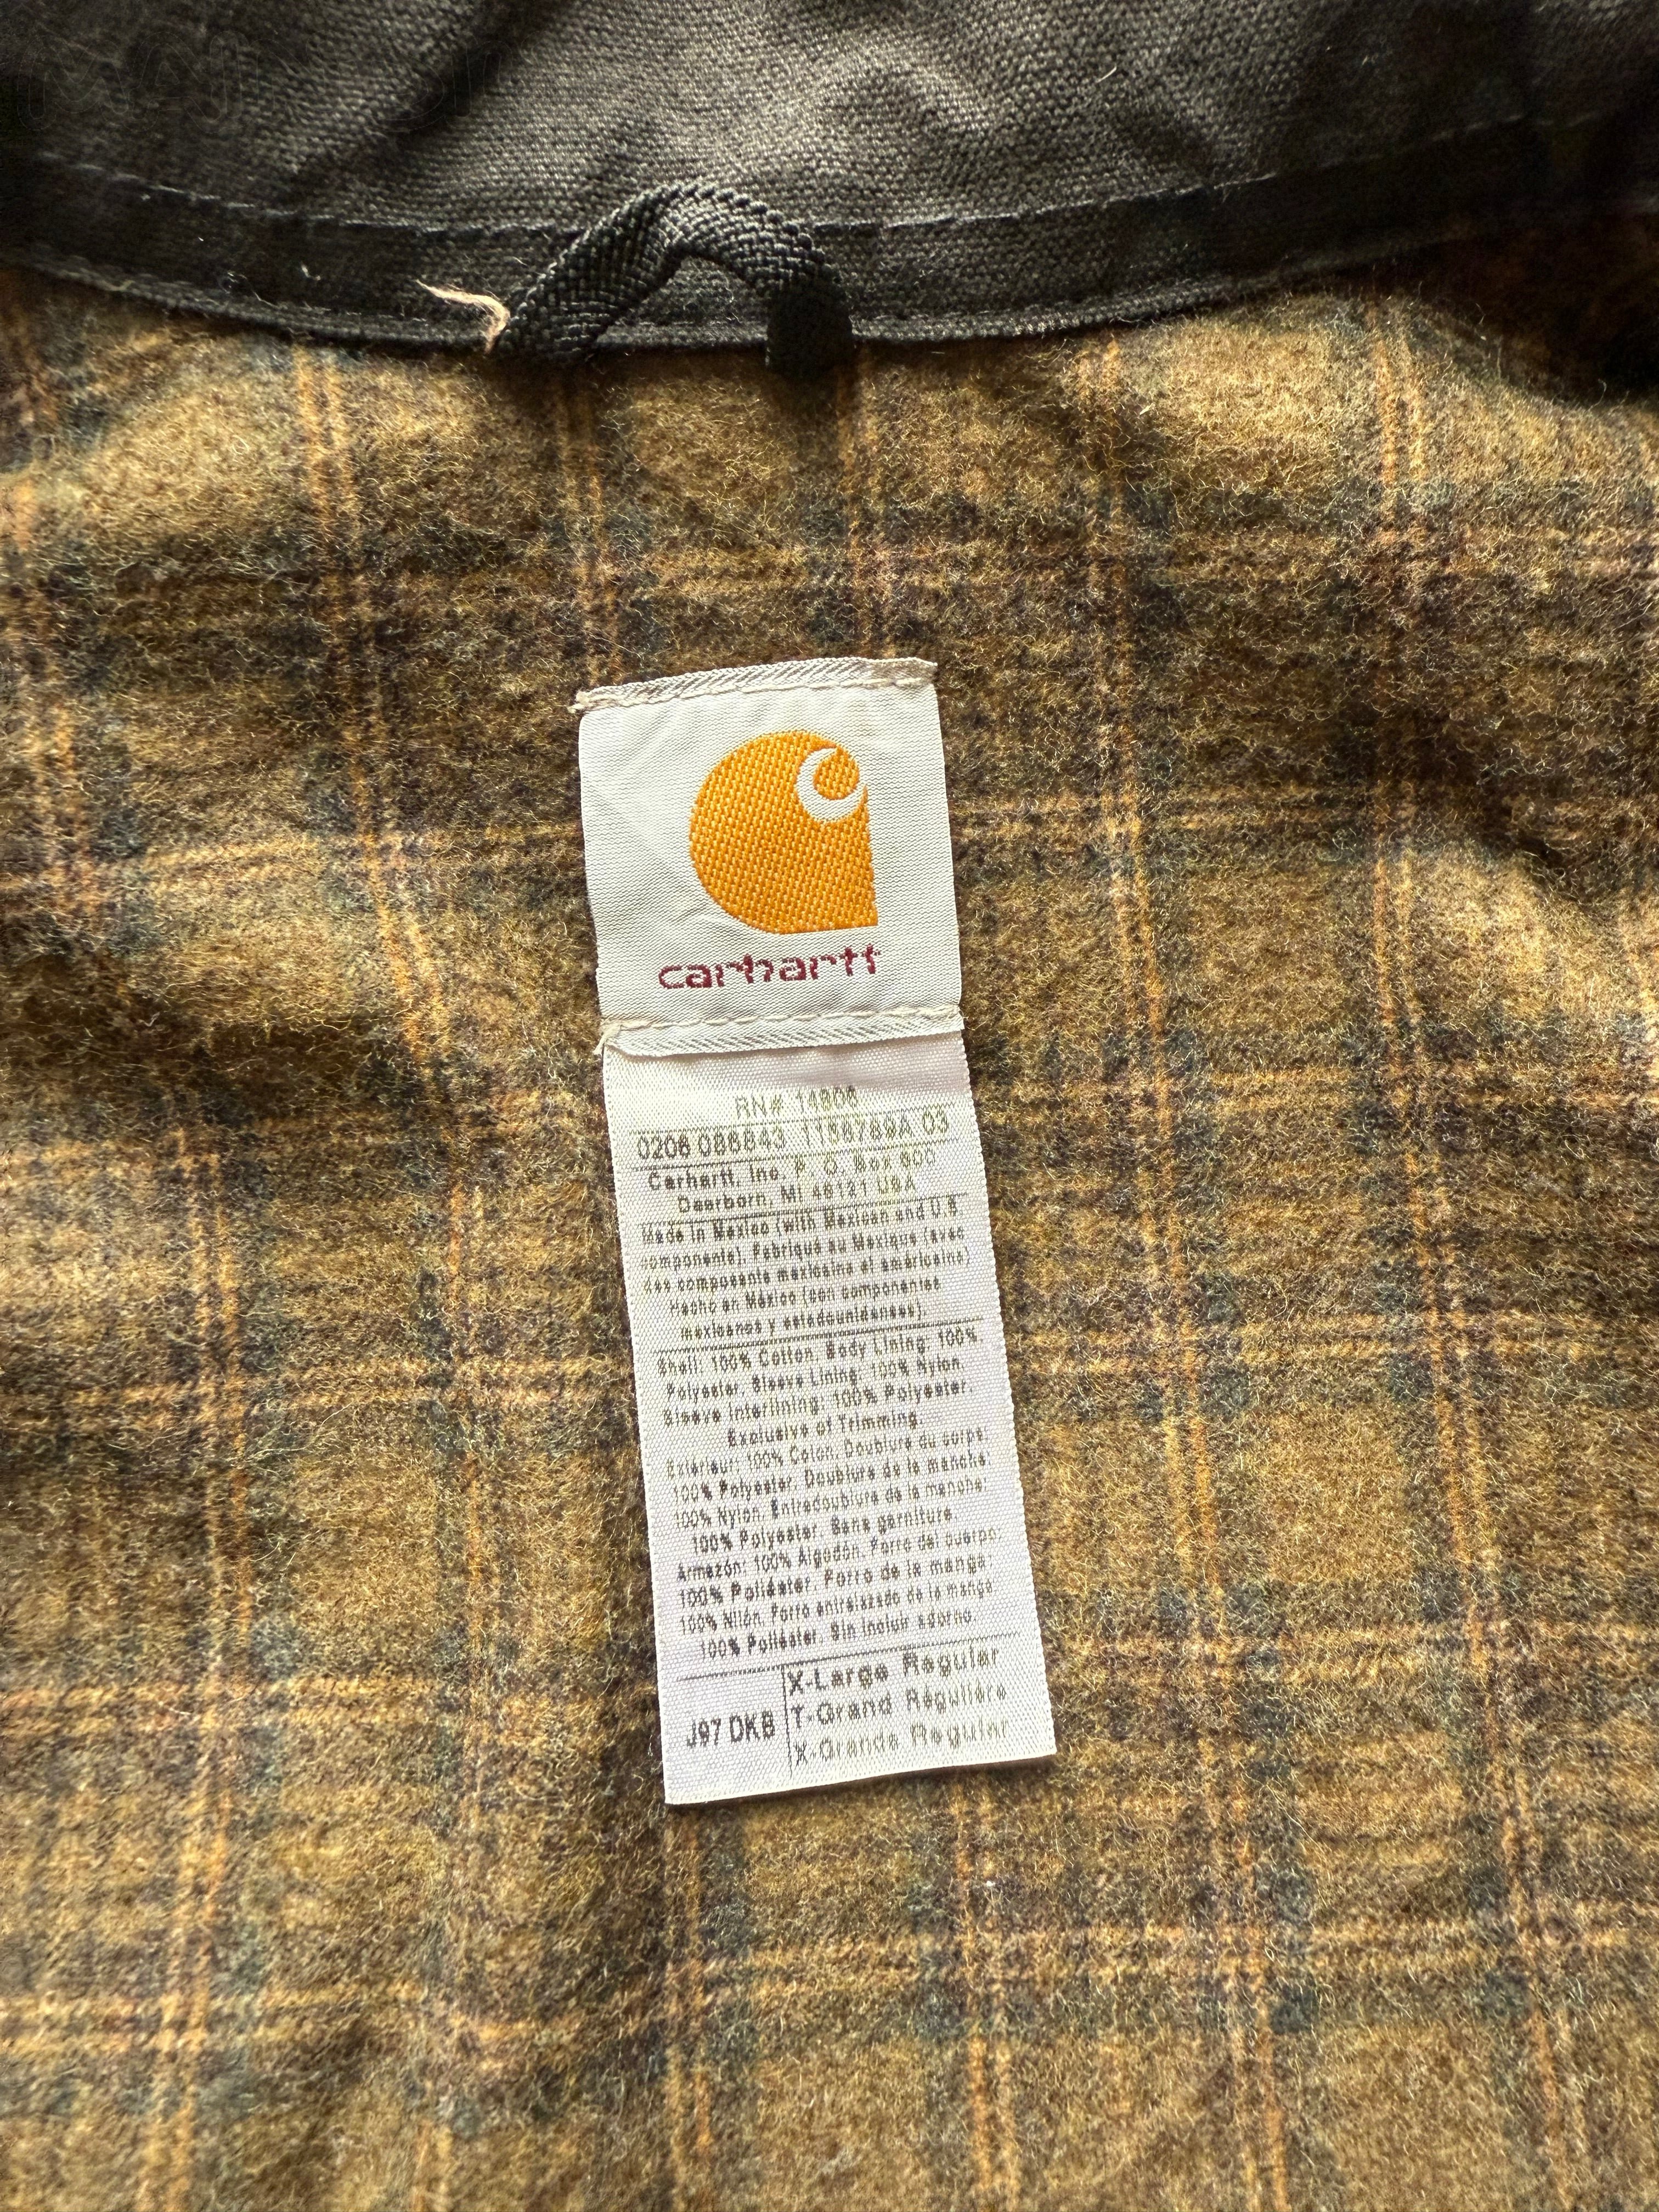 carhartt
RN# 14806
0206 086843 1156789A 03
Carhartt, Inc. P. O. Box 600
Dearborn, MI 48121 USA
Made in Mexico (with Mexican and U.S
componente). Fabriqué au Mexique (avec
des composants mexicains et américains)
Hecho en México (con componentes
mexicanos y estadounidenses).
Shell: 100% Cotton. Body Lining: 100%
Polyester. Sleeve Lining: 100% Nylon.
Sleeve Interlining: 100% Polyester.
Exclusive of Trimming.
Extérieur: 100% Coton. Doublure du corps:
100% Polyester. Doublure de la manche:
100% Nylon. Entredoublure de la manche:
100% Polyester. Sans garniture.
Armazón: 100% Algodón. Forro del cuerpo:
100% Poliéster. Forro de la manga:
100% Nilón. Forro entrelazado de la manga:
100% Poliéster. Sin incluir adorno.
J97 DKB
X-Large Regular
T-Grand Régulière
X-Grande Regular